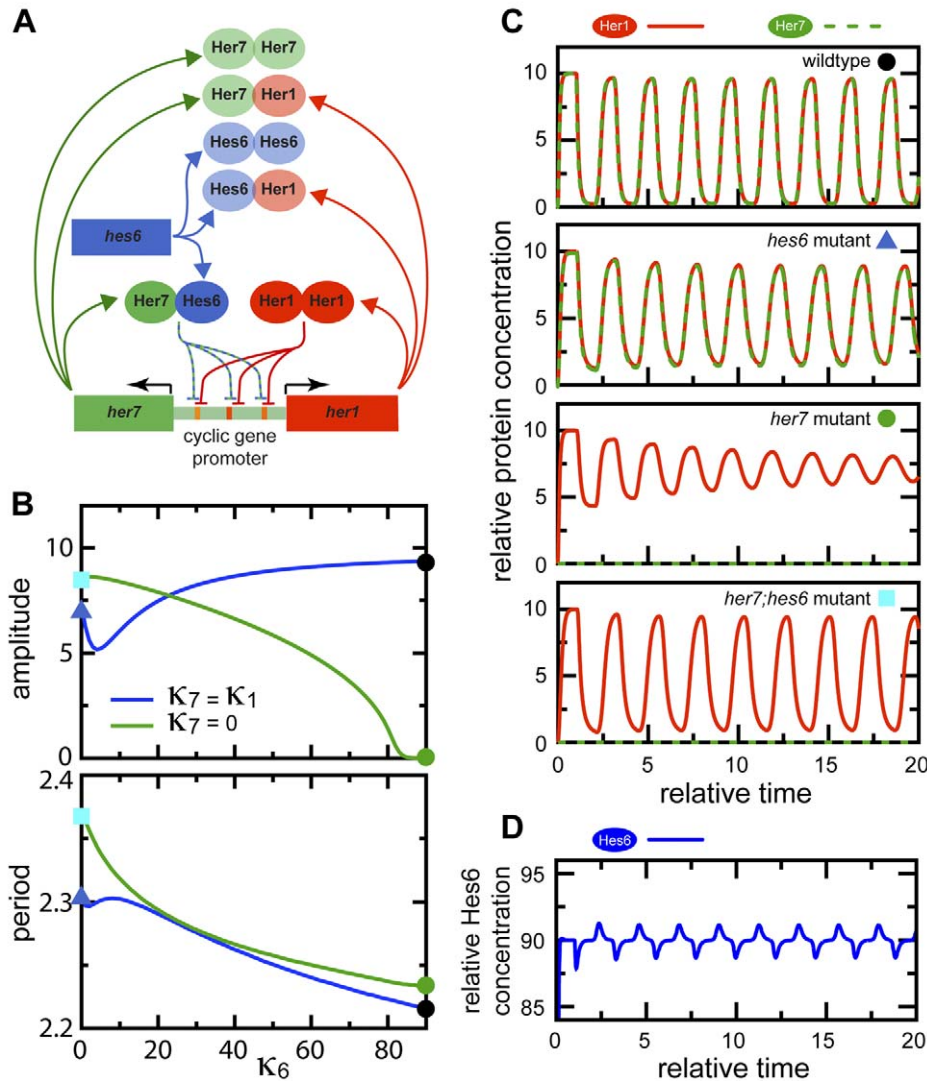 A
Her7 Her7
Her7 Her1
Hes6 Hes6
Hes6 Her1
hes6
Her7 Hes6 Her1 Her1
her7 her1
cyclic gene
promoter
B
amplitude
10
5
0
κ7 = κ1
κ7 = 0
period
2.4
2.3
2.2
0 20 40 60 80
κ6
C
Her1 Her7
relative protein concentration
wildtype
10
5
0
hes6 mutant
10
5
0
her7 mutant
10
5
0
her7;hes6 mutant
10
5
0
0 5 10 15 20
relative time
D
Hes6
relative Hes6
concentration
95
90
85
0 5 10 15 20
relative time